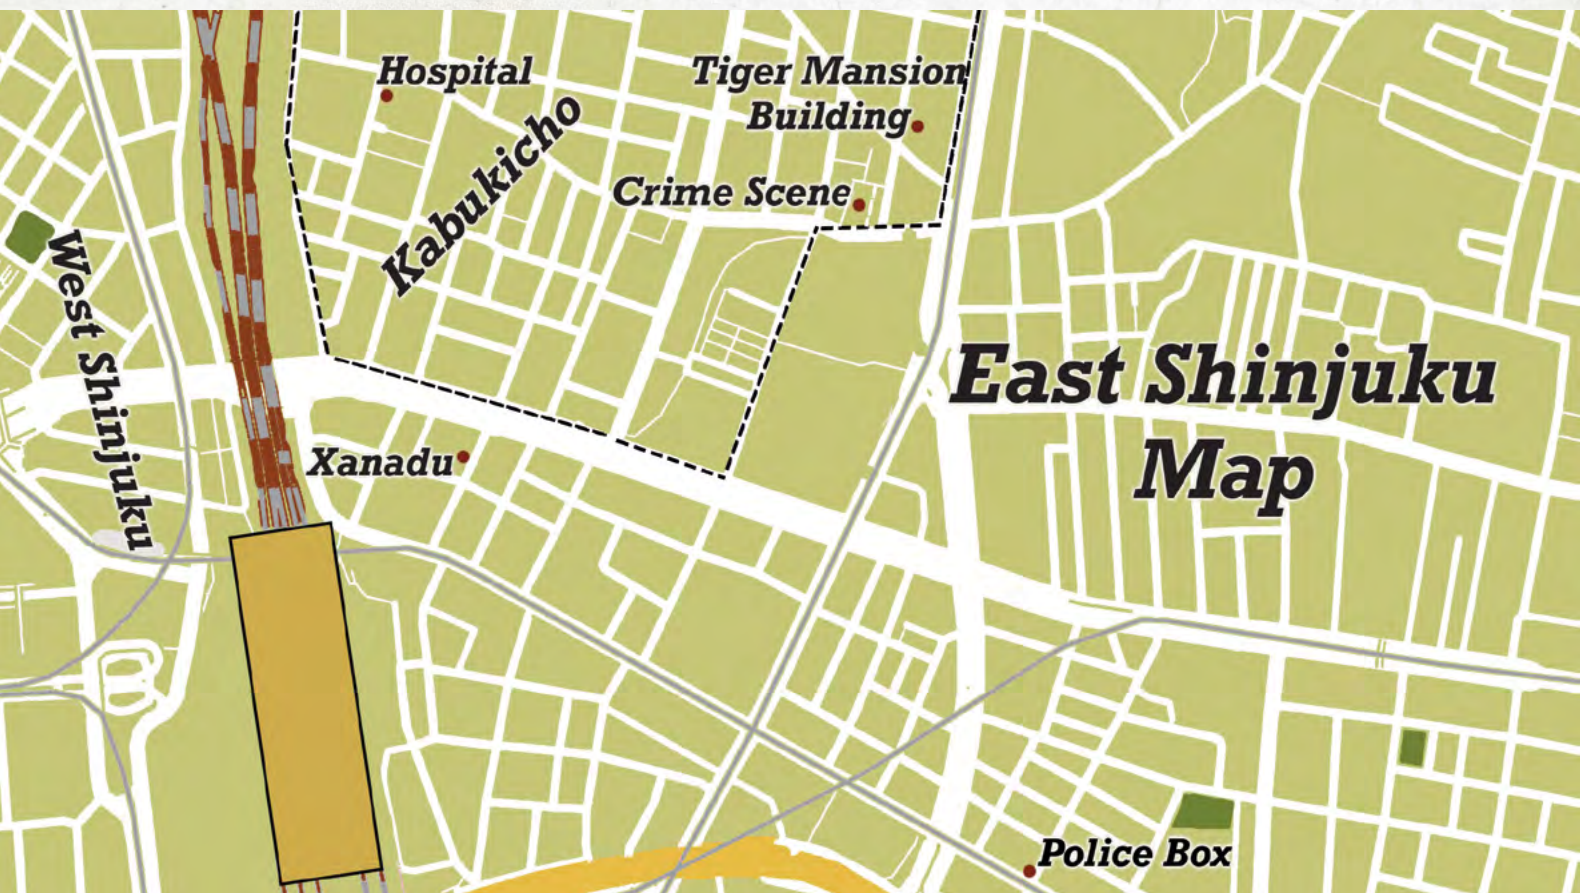 Hospital
Tiger Mansion
Building
Kabukicho
Crime Scene
West Shinjuku
East Shinjuku
Map
Xanadu
Police Box